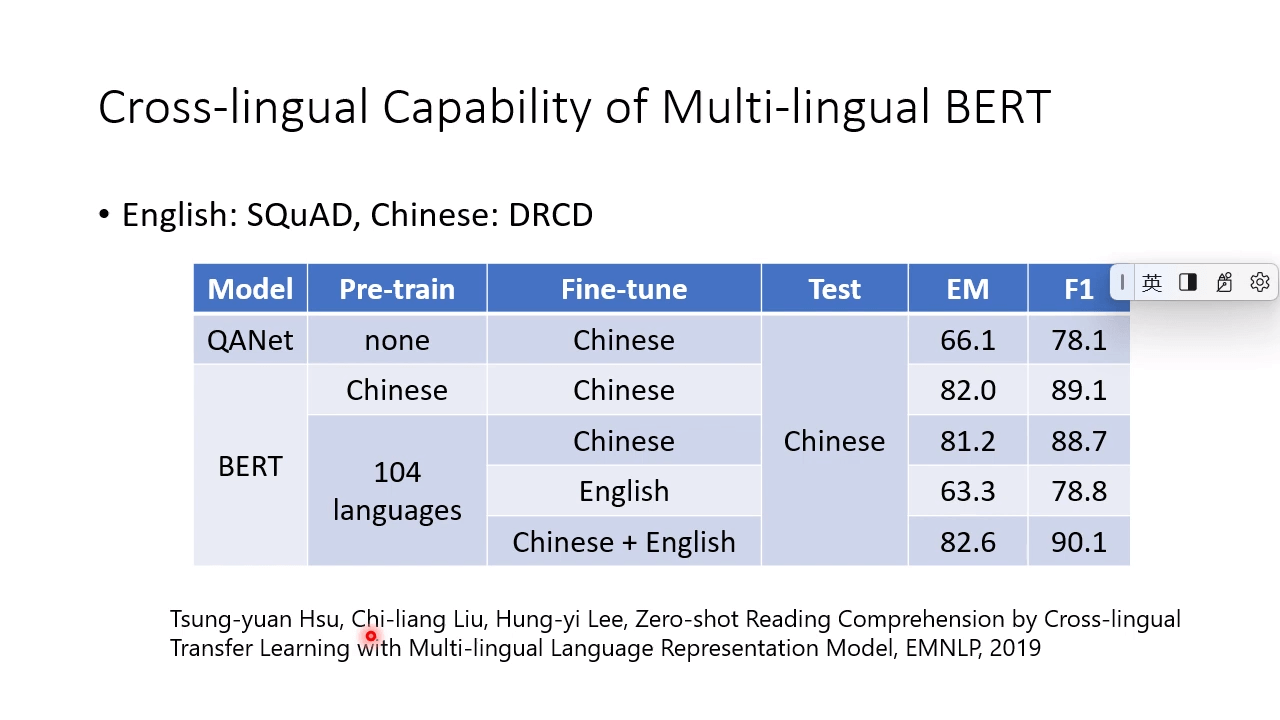 Cross-lingual Capability of Multi-lingual BERT
• English: SQuAD, Chinese: DRCD
Model Pre-train Fine-tune Test EM F1
英
QANet none Chinese 66.1 78.1
Chinese Chinese 82.0 89.1
Chinese Chinese 81.2 88.7
BERT
104
languages
English 63.3 78.8
Chinese + English 82.6 90.1
Tsung-yuan Hsu, Chi-liang Liu, Hung-yi Lee, Zero-shot Reading Comprehension by Cross-lingual
Transfer Learning with Multi-lingual Language Representation Model, EMNLP, 2019